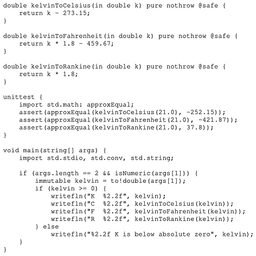 double kelvinToCelsius(in double k) pure nothrow @safe {
    return k - 273.15;
}

double kelvinToFahrenheit(in double k) pure nothrow @safe {
    return k * 1.8 - 459.67;
}

double kelvinToRankine(in double k) pure nothrow @safe {
    return k * 1.8;
}

unittest {
    import std.math: approxEqual;
    assert(approxEqual(kelvinToCelsius(21.0), -252.15));
    assert(approxEqual(kelvinToFahrenheit(21.0), -421.87));
    assert(approxEqual(kelvinToRankine(21.0), 37.8));
}

void main(string[] args) {
    import std.stdio, std.conv, std.string;

    if (args.length == 2 && isNumeric(args[1])) {
        immutable kelvin = to!double(args[1]);
        if (kelvin >= 0) {
            writefln("K  %2.2f", kelvin);
            writefln("C  %2.2f", kelvinToCelsius(kelvin));
            writefln("F  %2.2f", kelvinToFahrenheit(kelvin));
            writefln("R  %2.2f", kelvinToRankine(kelvin));
        } else
            writefln("%2.2f K is below absolute zero", kelvin);
    }
}